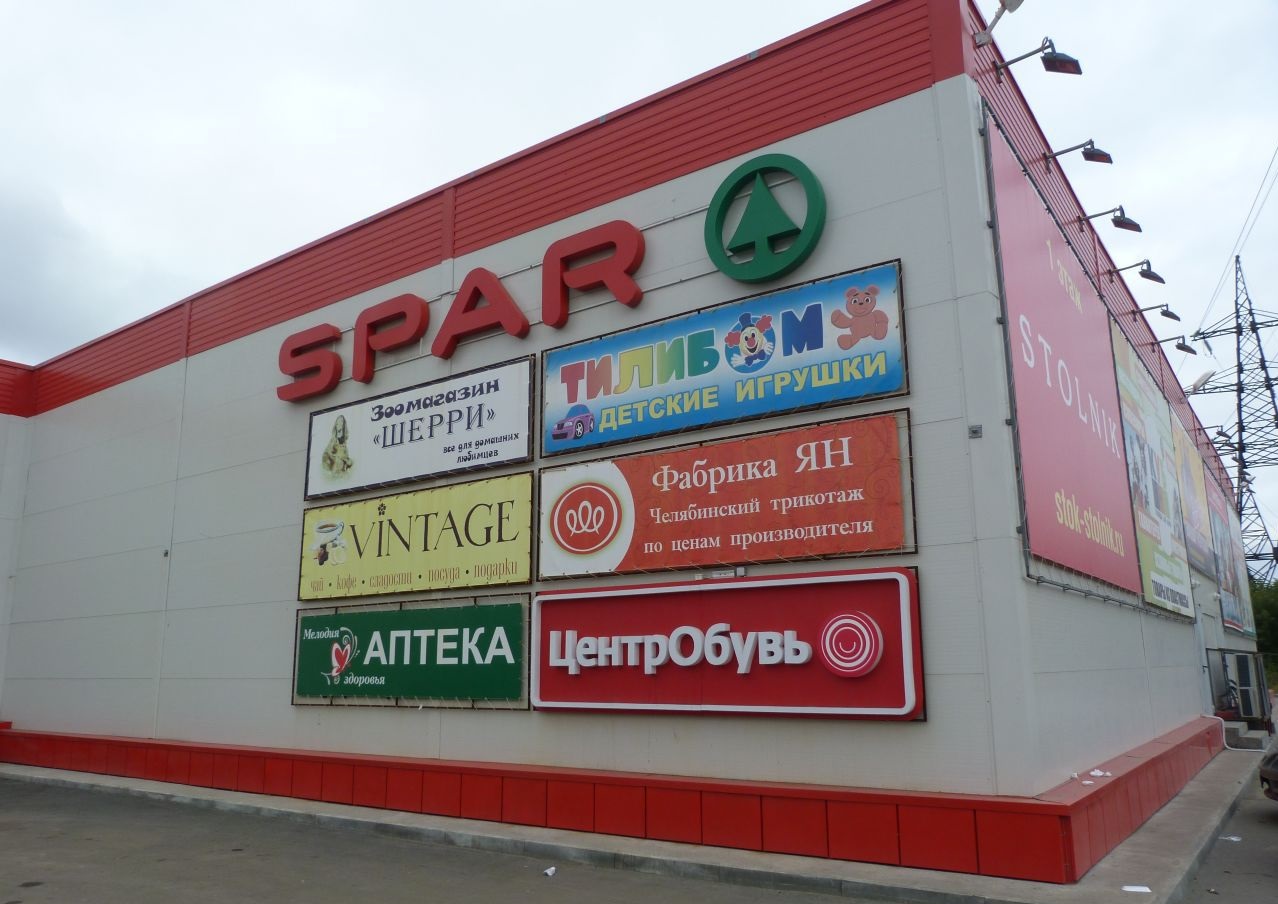 SPAR
Зоомагазин
«ШЕРРИ»
все для домашних
любимцев
ТИЛИБОМ
ДЕТСКИЕ ИГРУШКИ
VINTAGE
чай • кофе • сладости • посуда • подарки
Фабрика ЯН
Челябинский трикотаж
по ценам производителя
Мелодия
здоровья
АПТЕКА
ЦентрОбувь
1 этаж
STOLNIK
stok-stolnik.ru